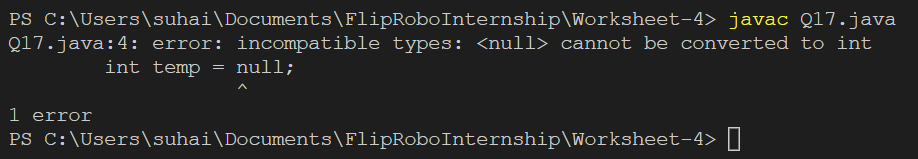 PS C:\Users\suhai\Documents\FlipRoboInternship\Worksheet-4> javac Q17.java
Q17.java:4: error: incompatible types: <null> cannot be converted to int
        int temp = null;
                   ^
1 error
PS C:\Users\suhai\Documents\FlipRoboInternship\Worksheet-4>